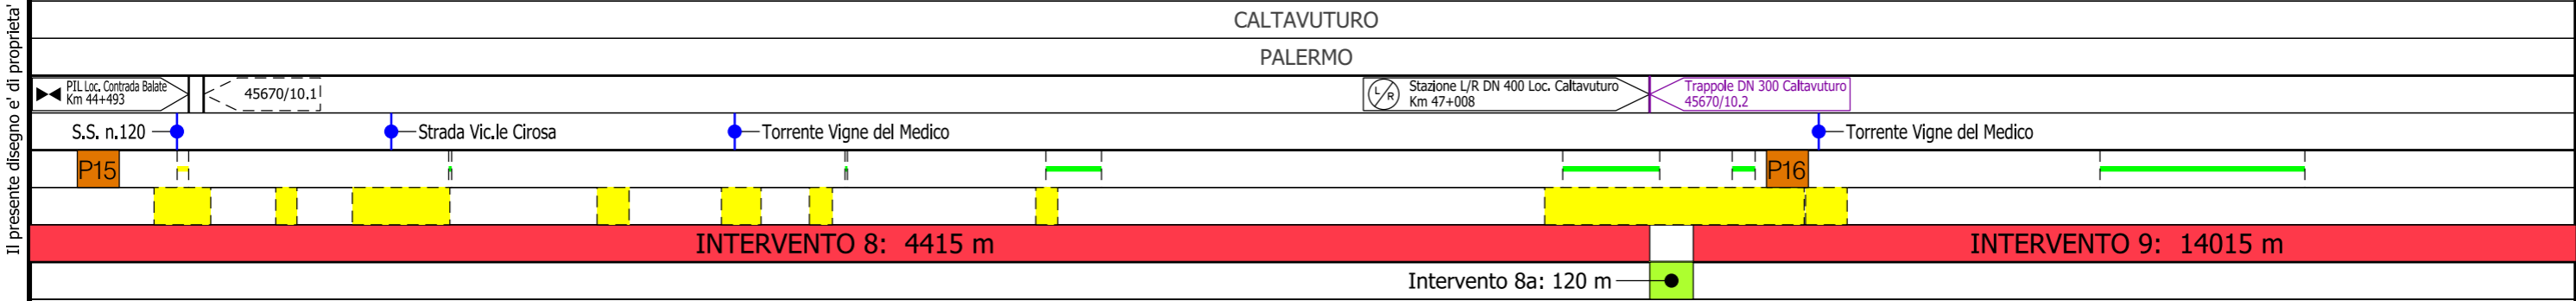 Il presente disegno e' di proprieta'
CALTAVUTURO
PALERMO
PIL Loc. Contrada Balate
Km 44+493
45670/10.1
L/R
Stazione L/R DN 400 Loc. Caltavuturo
Km 47+008
Trappole DN 300 Caltavuturo
45670/10.2
S.S. n.120
Strada Vic.le Cirosa
Torrente Vigne del Medico
Torrente Vigne del Medico
P15
P16
INTERVENTO 8: 4415 m
INTERVENTO 9: 14015 m
Intervento 8a: 120 m